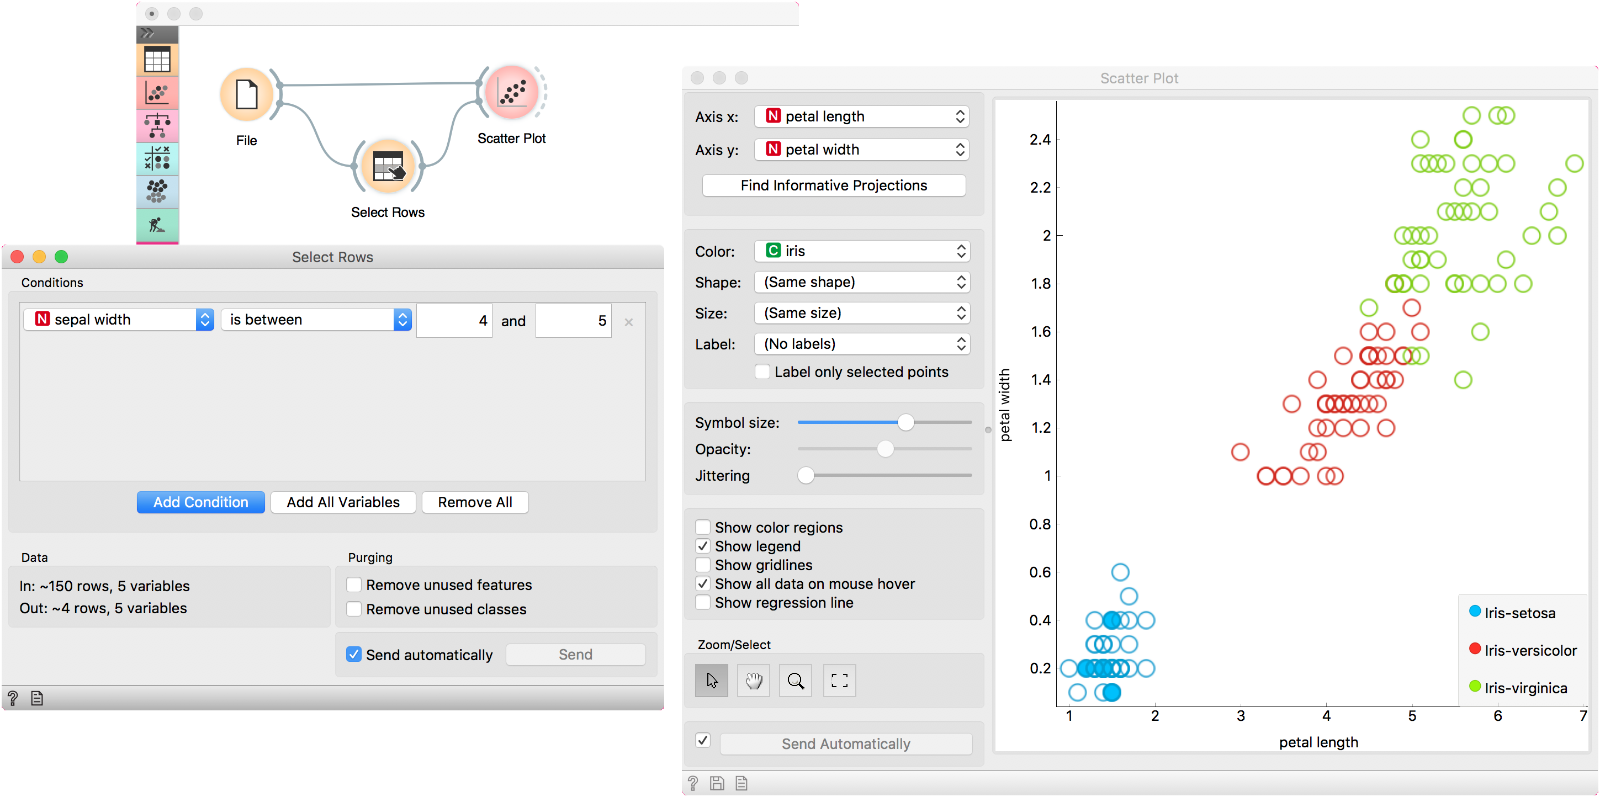 File
Scatter Plot
Select Rows
Select Rows
Conditions
N sepal width is between 4 and 5 ×
Add Condition Add All Variables Remove All
Data
In: ~150 rows, 5 variables
Out: ~4 rows, 5 variables
Purging
Remove unused features
Remove unused classes
Send automatically Send
?
Scatter Plot
Axis x: N petal length
Axis y: N petal width
Find Informative Projections
Color: C iris
Shape: (Same shape)
Size: (Same size)
Label: (No labels)
Label only selected points
Symbol size:
Opacity:
Jittering
Show color regions
Show legend
Show gridlines
Show all data on mouse hover
Show regression line
Zoom/Select
Send Automatically
?
petal width
2.4
2.2
2
1.8
1.6
1.4
1.2
1
0.8
0.6
0.4
0.2
1 2 3 4 5 6 7
petal length
Iris-setosa
Iris-versicolor
Iris-virginica